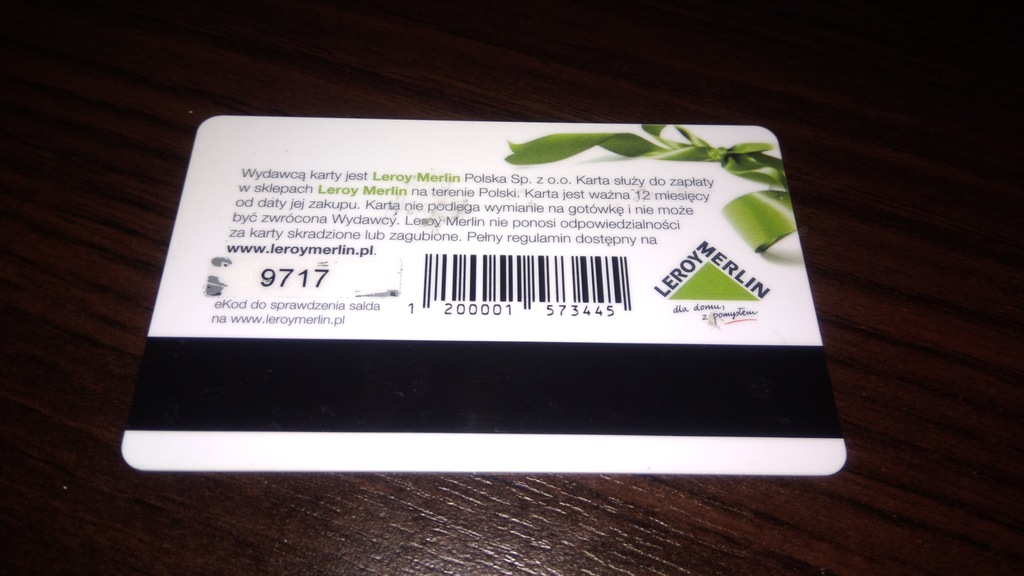 Wydawcą karty jest Leroy Merlin Polska Sp. z o.o. Karta służy do zapłaty
w sklepach Leroy Merlin na terenie Polski. Karta jest ważna 12 miesięcy
od daty jej zakupu. Karta nie podlega wymianie na gotówkę i nie może
być zwrócona Wydawcy. Leroy Merlin nie ponosi odpowiedzialności
za karty skradzione lub zagubione. Pełny regulamin dostępny na
www.leroymerlin.pl.
9717
eKod do sprawdzenia salda
na www.leroymerlin.pl
1 200001 573445
LEROY MERLIN
dla domu,
z pomysłem